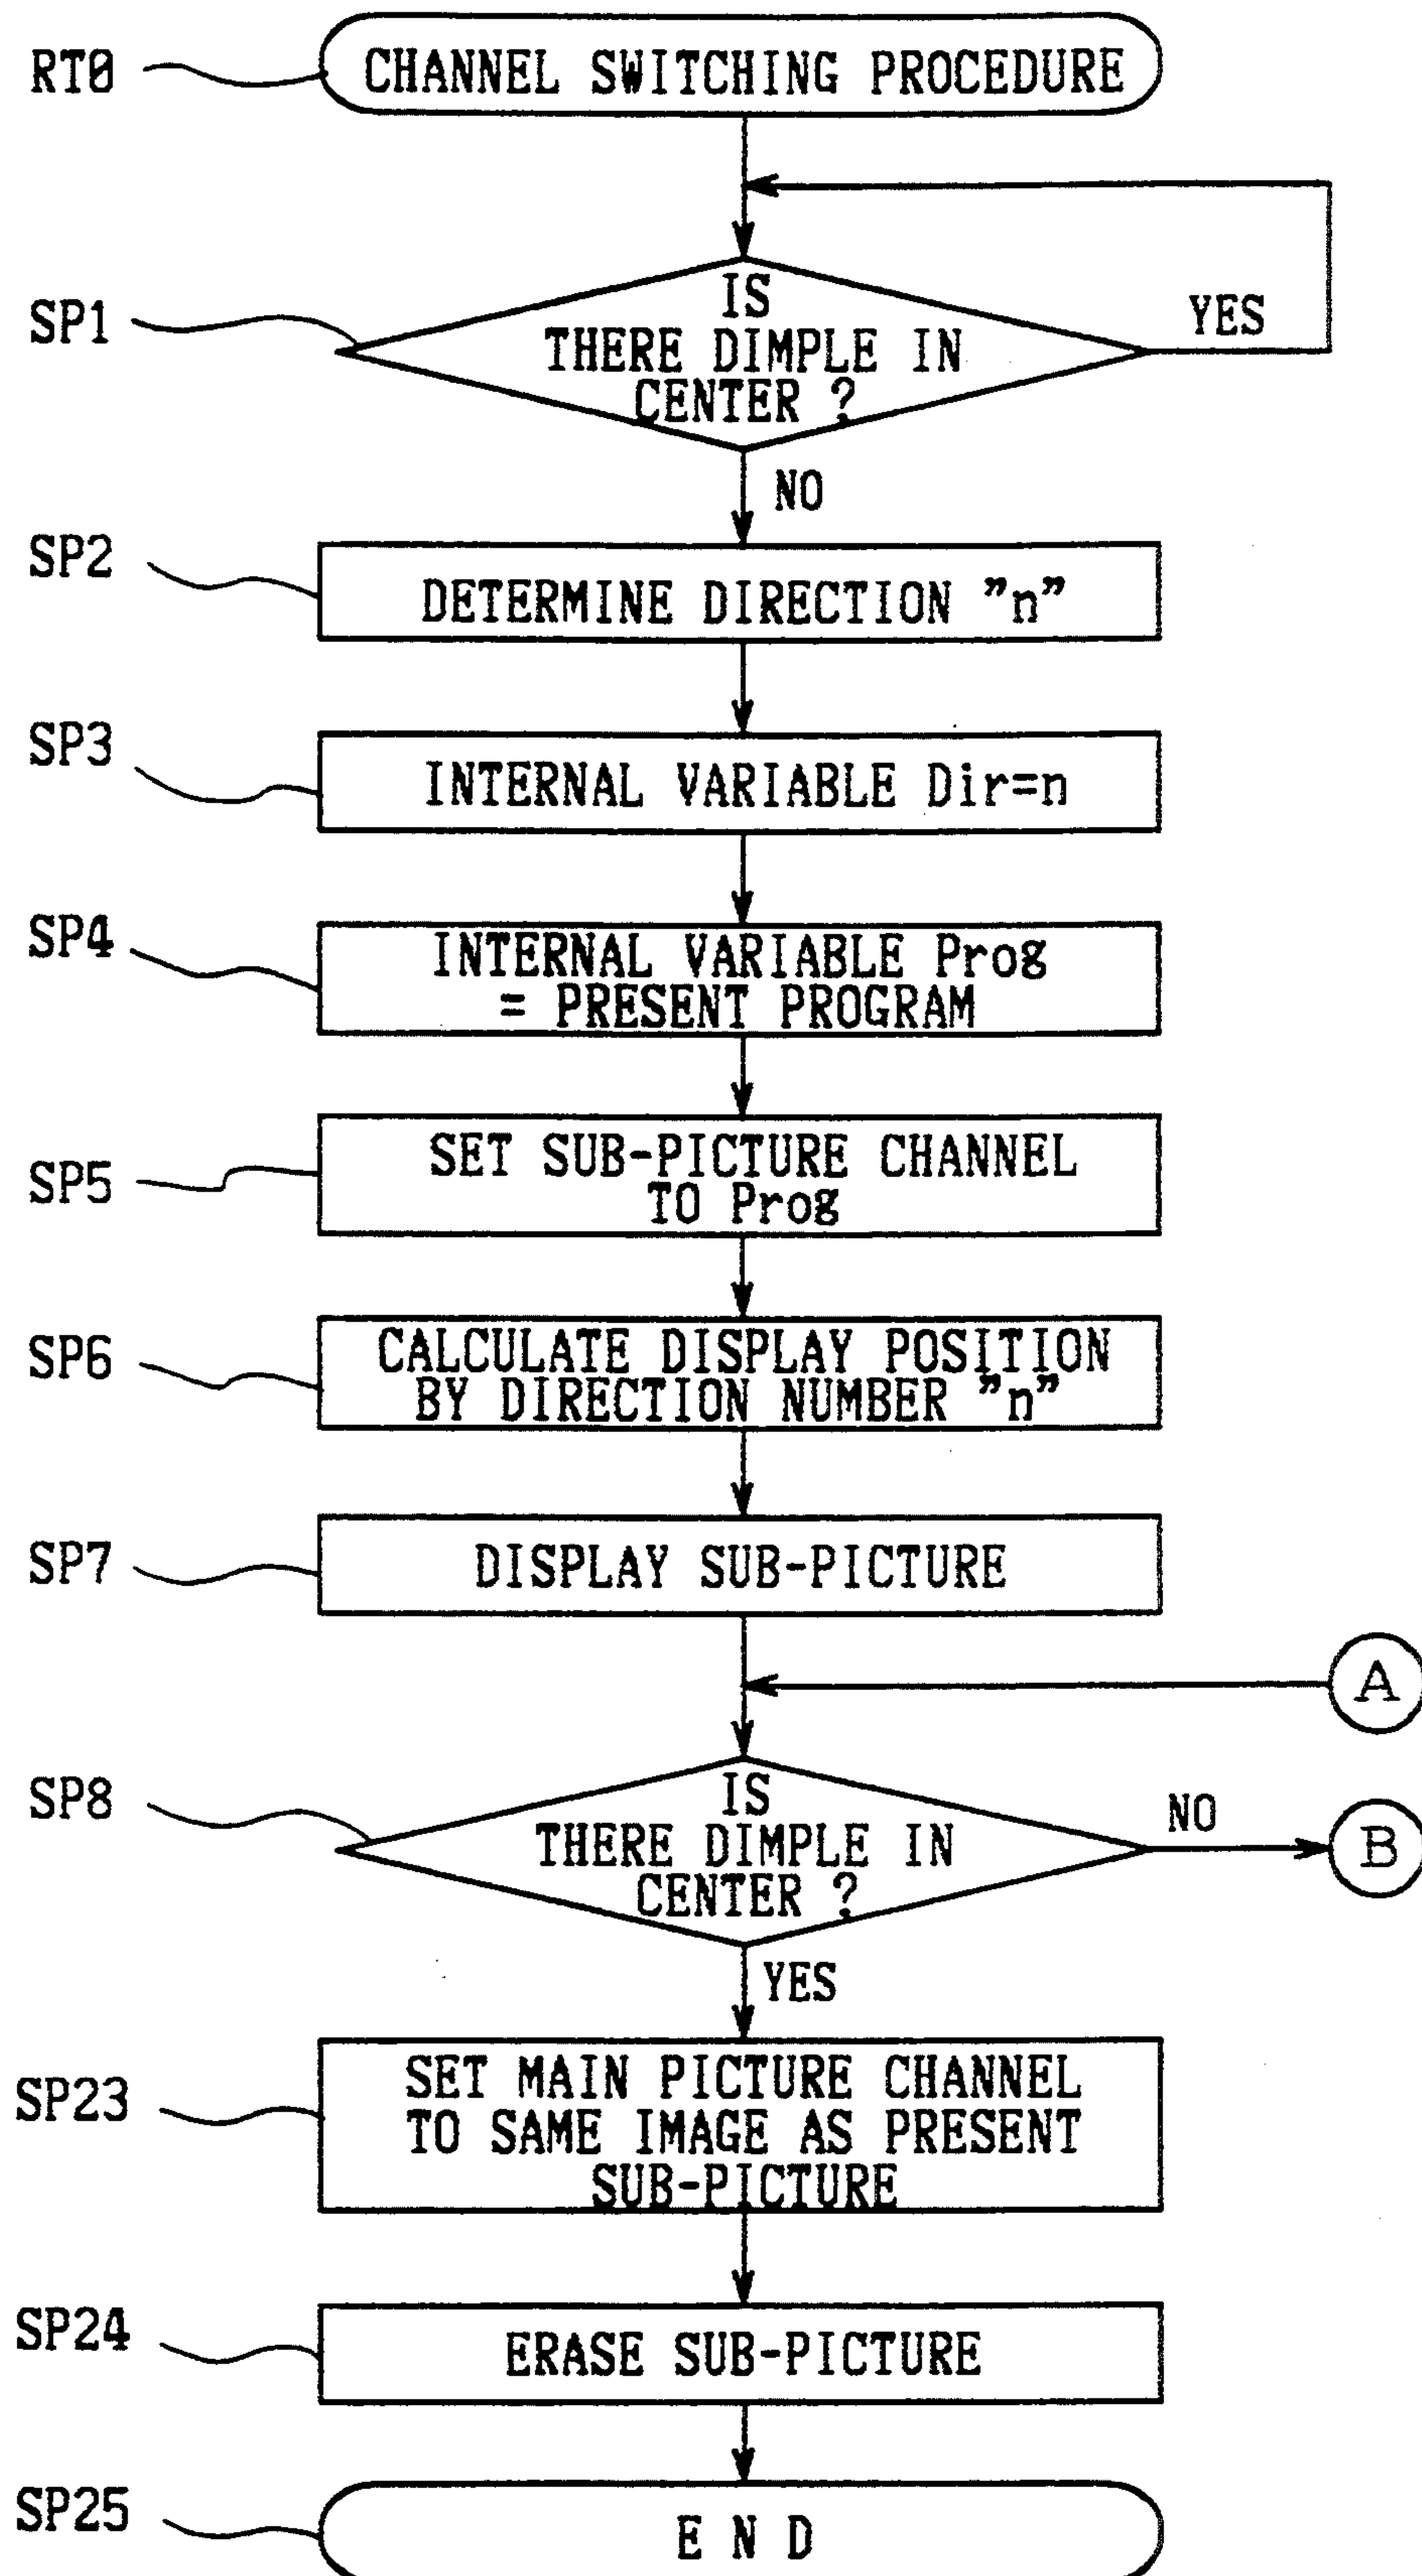 RT0
CHANNEL SWITCHING PROCEDURE
SP1
IS
THERE DIMPLE IN
CENTER ?
YES
NO
SP2
DETERMINE DIRECTION ”n”
SP3
INTERNAL VARIABLE Dir=n
SP4
INTERNAL VARIABLE Prog
= PRESENT PROGRAM
SP5
SET SUB-PICTURE CHANNEL
TO Prog
SP6
CALCULATE DISPLAY POSITION
BY DIRECTION NUMBER ”n”
SP7
DISPLAY SUB-PICTURE
A
SP8
IS
THERE DIMPLE IN
CENTER ?
NO
B
YES
SP23
SET MAIN PICTURE CHANNEL
TO SAME IMAGE AS PRESENT
SUB-PICTURE
SP24
ERASE SUB-PICTURE
SP25
E N D